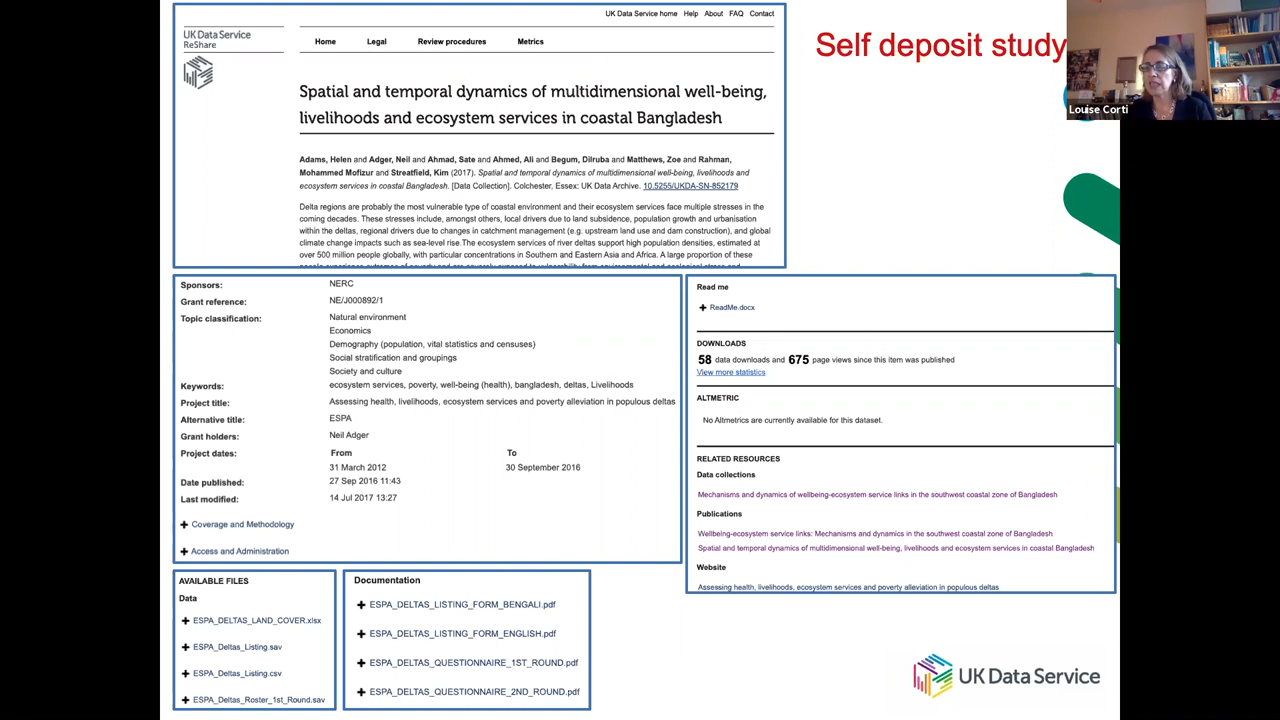 UK Data Service home Help About FAQ Contact
UK Data Service
ReShare
Home Legal Review procedures Metrics
Self deposit study
Louise Corti
Spatial and temporal dynamics of multidimensional well-being,
livelihoods and ecosystem services in coastal Bangladesh
Adams, Helen and Adger, Neil and Ahmad, Sate and Ahmed, Ali and Begum, Dilruba and Matthews, Zoe and Rahman,
Mohammed Mofizur and Streatfield, Kim (2017). Spatial and temporal dynamics of multidimensional well-being, livelihoods and
ecosystem services in coastal Bangladesh. [Data Collection]. Colchester, Essex: UK Data Archive. 10.5255/UKDA-SN-852179
Delta regions are probably the most vulnerable type of coastal environment and their ecosystem services face multiple stresses in the
coming decades. These stresses include, amongst others, local drivers due to land subsidence, population growth and urbanisation
within the deltas, regional drivers due to changes in catchment management (e.g. upstream land use and dam construction), and global
climate change impacts such as sea-level rise.The ecosystem services of river deltas support high population densities, estimated at
over 500 million people globally, with particular concentrations in Southern and Eastern Asia and Africa. A large proportion of these
Sponsors: NERC
Grant reference: NE/J000892/1
Topic classification: Natural environment
Economics
Demography (population, vital statistics and censuses)
Social stratification and groupings
Society and culture
Keywords: ecosystem services, poverty, well-being (health), bangladesh, deltas, Livelihoods
Project title: Assessing health, livelihoods, ecosystem services and poverty alleviation in populous deltas
Alternative title: ESPA
Grant holders: Neil Adger
Project dates: From To
31 March 2012 30 September 2016
Date published: 27 Sep 2016 11:43
Last modified: 14 Jul 2017 13:27
Coverage and Methodology
Access and Administration
Read me
ReadMe.docx
DOWNLOADS
58 data downloads and 675 page views since this item was published
View more statistics
ALTMETRIC
No Altmetrics are currently available for this dataset.
RELATED RESOURCES
Data collections
Mechanisms and dynamics of wellbeing-ecosystem service links in the southwest coastal zone of Bangladesh
Publications
Wellbeing-ecosystem service links: Mechanisms and dynamics in the southwest coastal zone of Bangladesh
Spatial and temporal dynamics of multidimensional well-being, livelihoods and ecosystem services in coastal Bangladesh
Website
Assessing health, livelihoods, ecosystem services and poverty alleviation in populous deltas
AVAILABLE FILES
Data
ESPA_DELTAS_LAND_COVER.xlsx
ESPA_Deltas_Listing.sav
ESPA_Deltas_Listing.csv
ESPA_Deltas_Roster_1st_Round.sav
Documentation
ESPA_DELTAS_LISTING_FORM_BENGALI.pdf
ESPA_DELTAS_LISTING_FORM_ENGLISH.pdf
ESPA_DELTAS_QUESTIONNAIRE_1ST_ROUND.pdf
ESPA_DELTAS_QUESTIONNAIRE_2ND_ROUND.pdf
UK Data Service